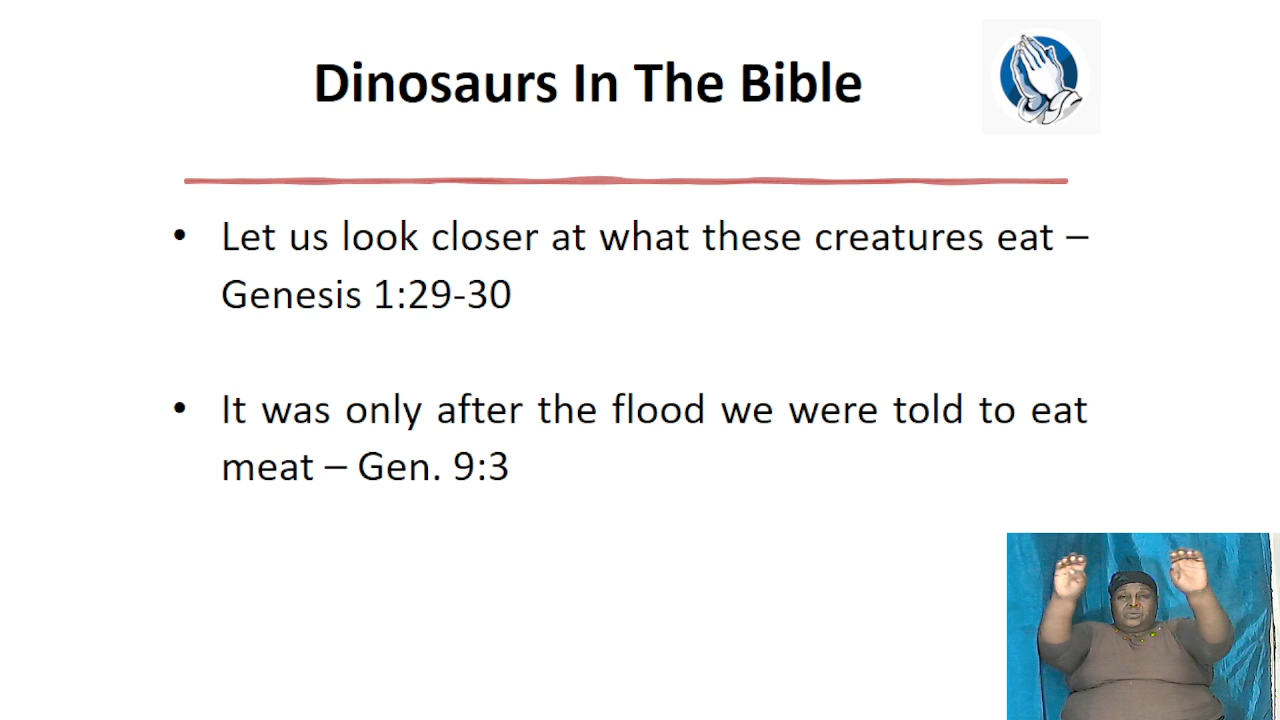 Dinosaurs In The Bible
• Let us look closer at what these creatures eat –
Genesis 1:29-30
• It was only after the flood we were told to eat
meat – Gen. 9:3